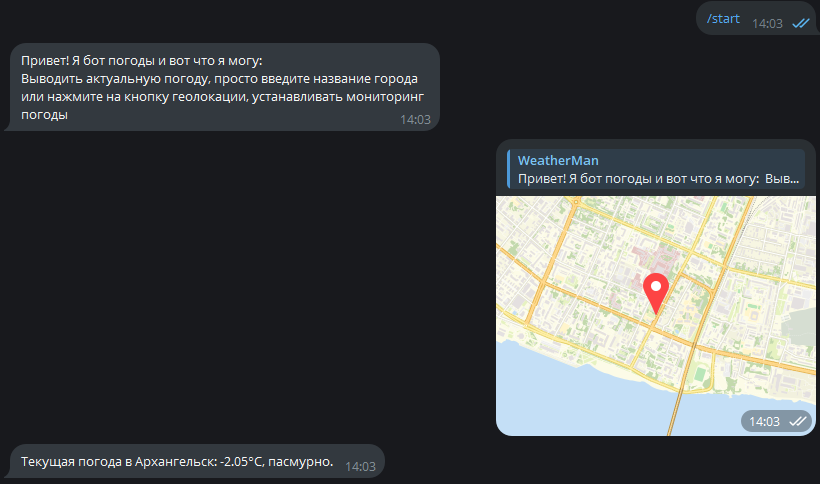 /start 14:03
Привет! Я бот погоды и вот что я могу:
Выводить актуальную погоду, просто введите название города
или нажмите на кнопку геолокации, устанавливать мониторинг
погоды
14:03
WeatherMan
Привет! Я бот погоды и вот что я могу: Выв...
14:03
Текущая погода в Архангельск: -2.05°C, пасмурно. 14:03